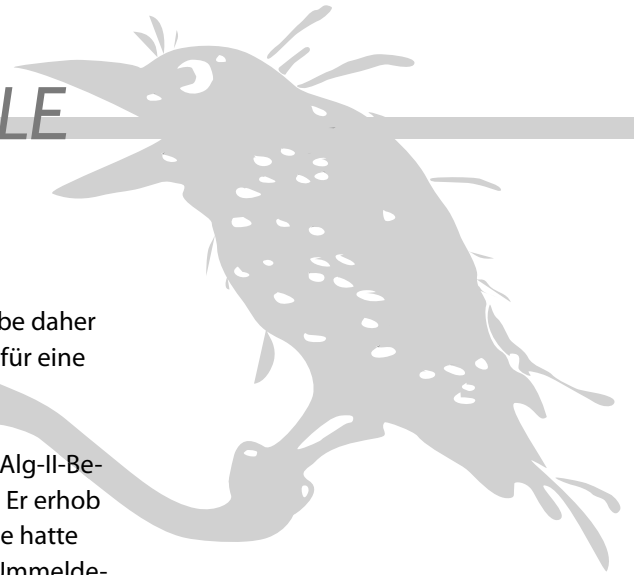 LE
be daher
für eine
Alg-II-Be-
Er erhob
e hatte
Ummelde-